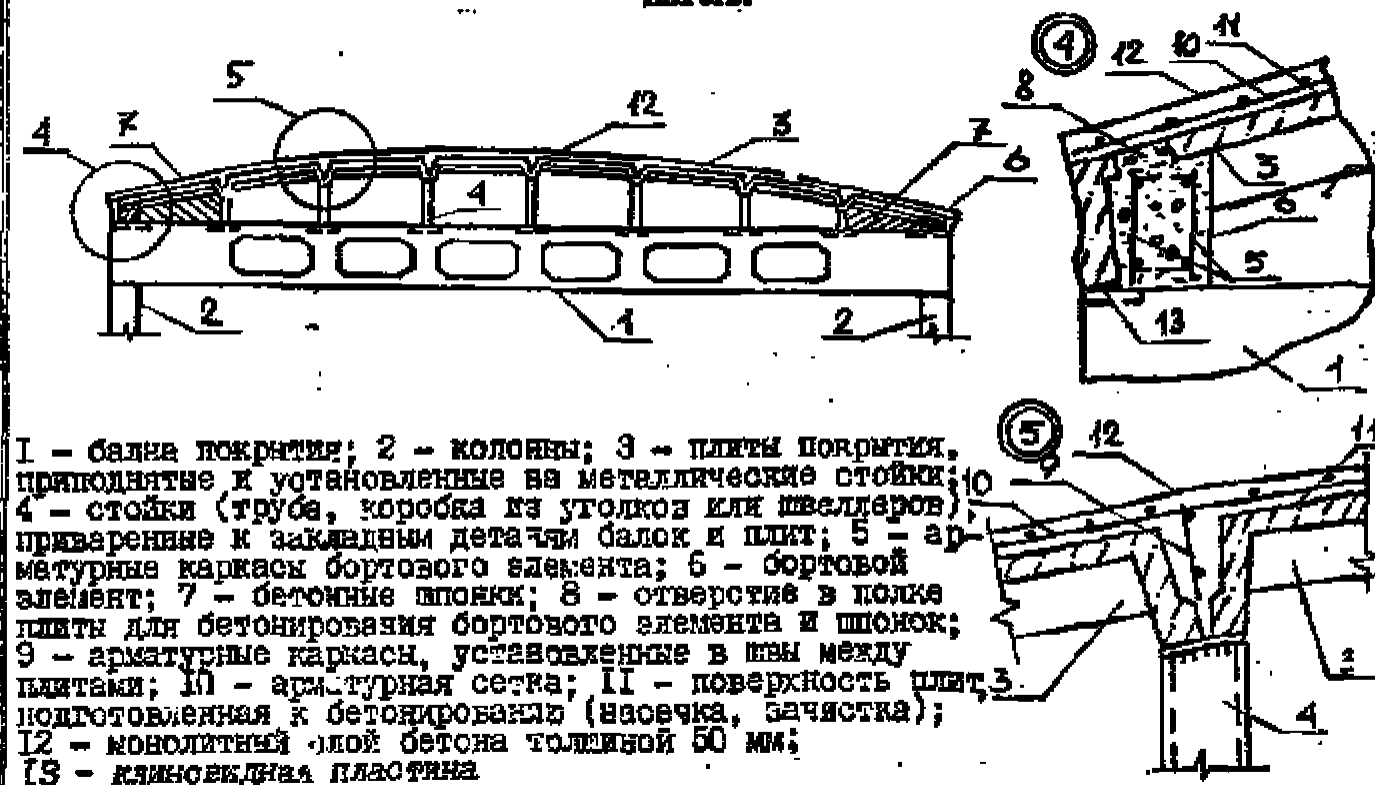 5
4
7
12
3
7
6
4
2
1
2
4
8
12
10
11
3
6
5
13
1
5
9
12
11
10
3
4
1 - балка покрытия; 2 - колонны; 3 - плиты покрытия,
приподнятые и установленные на металлические стойки;
4 - стойки (труба, коробка из уголков или швеллеров),
приваренные к закладным деталям балок и плит; 5 - ар-
матурные каркасы бортового элемента; 6 - бортовой
элемент; 7 - бетонные шпонки; 8 - отверстие в полке
плиты для бетонирования бортового элемента и шпонок;
9 - арматурные каркасы, установленные в швы между
плитами; 10 - арматурная сетка; 11 - поверхность плит,
подготовленная к бетонированию (насечка, зачистка);
12 - монолитный слой бетона толщиной 50 мм;
13 - клиновидная пластина